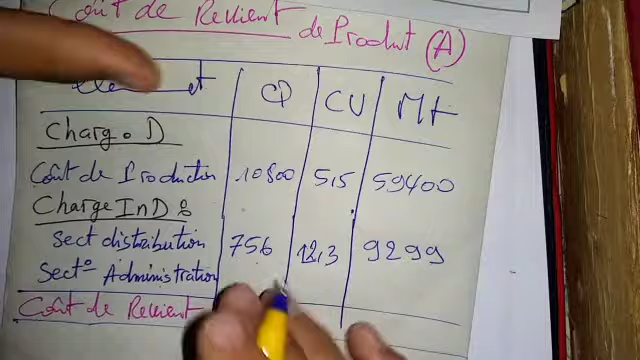 Coût de Revient de Produit (A)
CP CU Mt
Charg. D
Coût de Production 10800 5,5 59400
Charge InD
Sect distribution 756 12,3 9299
Sect° Administration
Coût de Revient